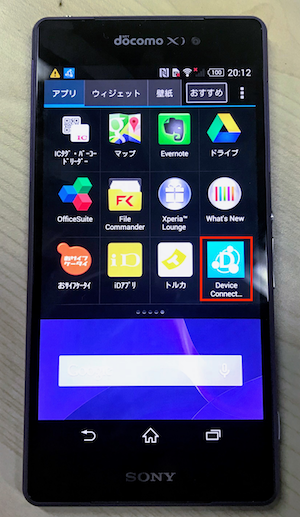 docomo Xi
4
N
100
20:12
アプリ
ウィジェット
壁紙
おすすめ
iC
ICタグ・バーコー
ドリーダー
マップ
Evernote
ドライブ
OfficeSuite
FK
File
Commander
Xperia™
Lounge
What's New
おサイフ
ケータイ
おサイフケータイ
iD
iDアプリ
トルカ
D
Device
Connect...
SONY